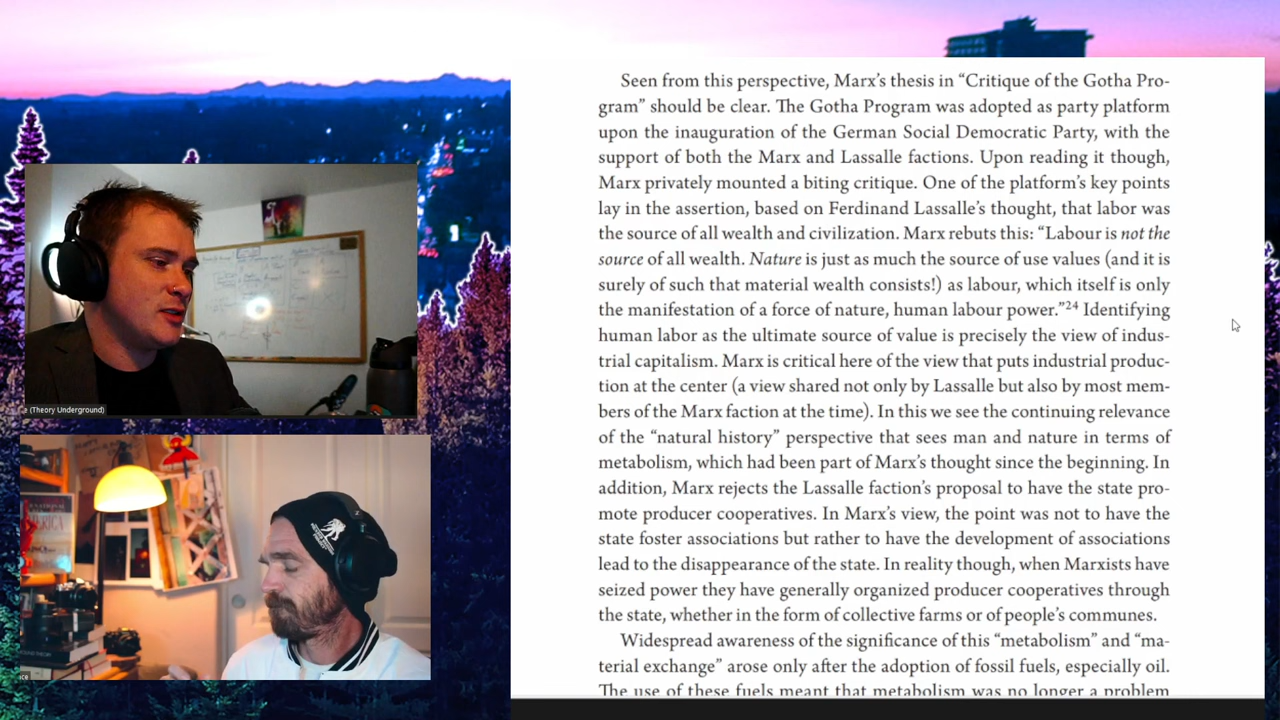 Seen from this perspective, Marx’s thesis in “Critique of the Gotha Pro-
gram” should be clear. The Gotha Program was adopted as party platform
upon the inauguration of the German Social Democratic Party, with the
support of both the Marx and Lassalle factions. Upon reading it though,
Marx privately mounted a biting critique. One of the platform’s key points
lay in the assertion, based on Ferdinand Lassalle’s thought, that labor was
the source of all wealth and civilization. Marx rebuts this: “Labour is not the
source of all wealth. Nature is just as much the source of use values (and it is
surely of such that material wealth consists!) as labour, which itself is only
the manifestation of a force of nature, human labour power.”24 Identifying
human labor as the ultimate source of value is precisely the view of indus-
trial capitalism. Marx is critical here of the view that puts industrial produc-
tion at the center (a view shared not only by Lassalle but also by most mem-
bers of the Marx faction at the time). In this we see the continuing relevance
of the “natural history” perspective that sees man and nature in terms of
metabolism, which had been part of Marx’s thought since the beginning. In
addition, Marx rejects the Lassalle faction’s proposal to have the state pro-
mote producer cooperatives. In Marx’s view, the point was not to have the
state foster associations but rather to have the development of associations
lead to the disappearance of the state. In reality though, when Marxists have
seized power they have generally organized producer cooperatives through
the state, whether in the form of collective farms or of people’s communes.
Widespread awareness of the significance of this “metabolism” and “ma-
terial exchange” arose only after the adoption of fossil fuels, especially oil.
The use of these fuels meant that metabolism was no longer a problem
e (Theory Underground)